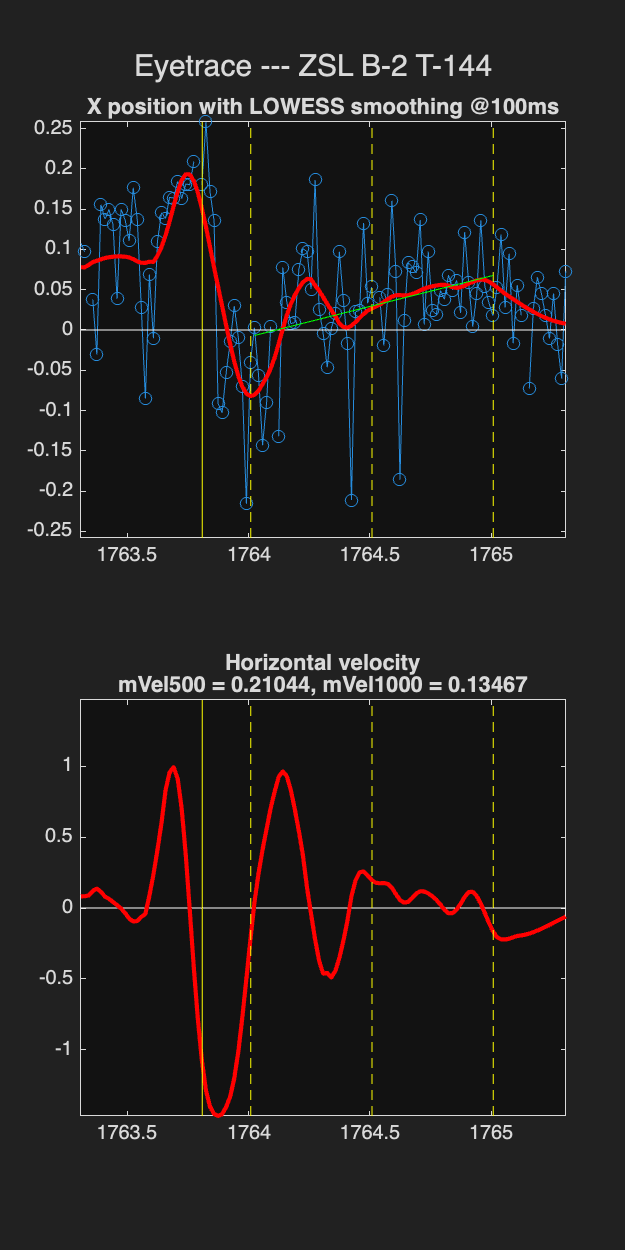 Eyetrace --- ZSL B-2 T-144
X position with LOWESS smoothing @100ms
0.25
0.2
0.15
0.1
0.05
0
-0.05
-0.1
-0.15
-0.2
-0.25
1763.5 1764 1764.5 1765
Horizontal velocity
mVel500 = 0.21044, mVel1000 = 0.13467
1
0.5
0
-0.5
-1
1763.5 1764 1764.5 1765